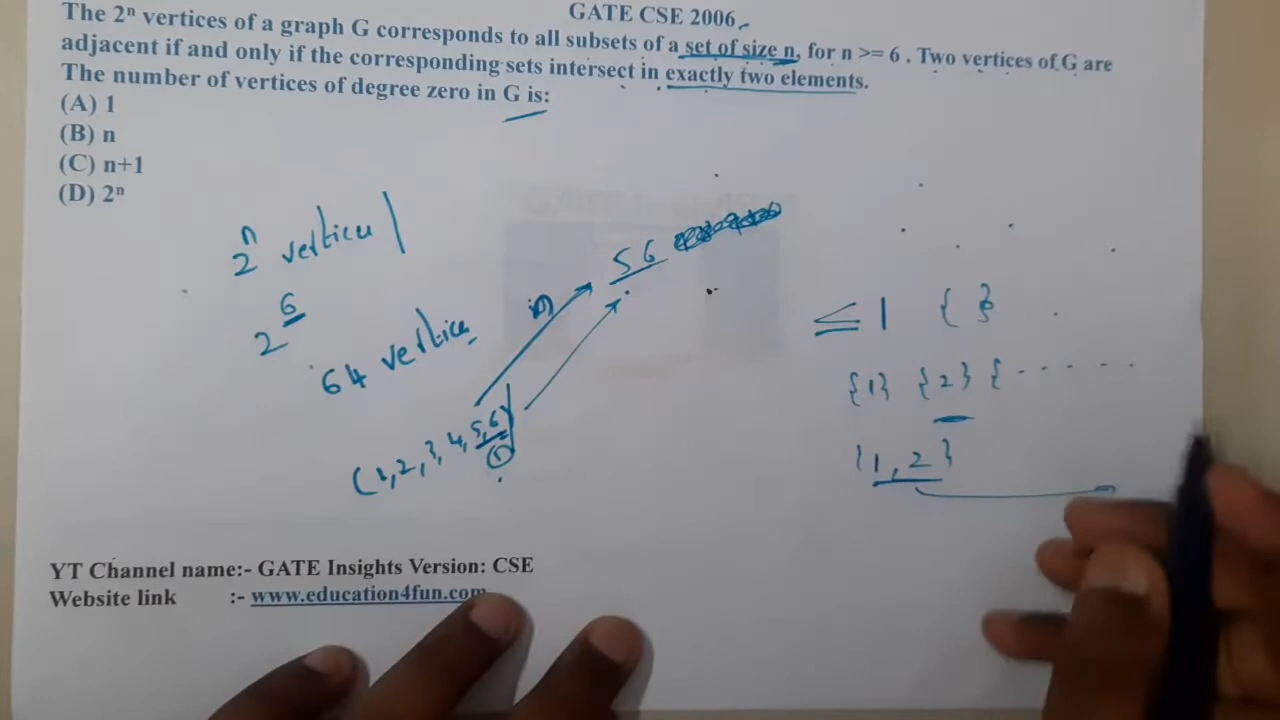 GATE CSE 2006
The 2ⁿ vertices of a graph G corresponds to all subsets of a set of size n, for n >= 6 . Two vertices of G are
adjacent if and only if the corresponding sets intersect in exactly two elements.
The number of vertices of degree zero in G is:
(A) 1
(B) n
(C) n+1
(D) 2ⁿ
2ⁿ vertices
2⁶
64 vertices
(1,2,3,4,5,6)
①
56
≤ 1 { }
{1} {2} { ......
{1,2}
YT Channel name:- GATE Insights Version: CSE
Website link :- www.education4fun.com